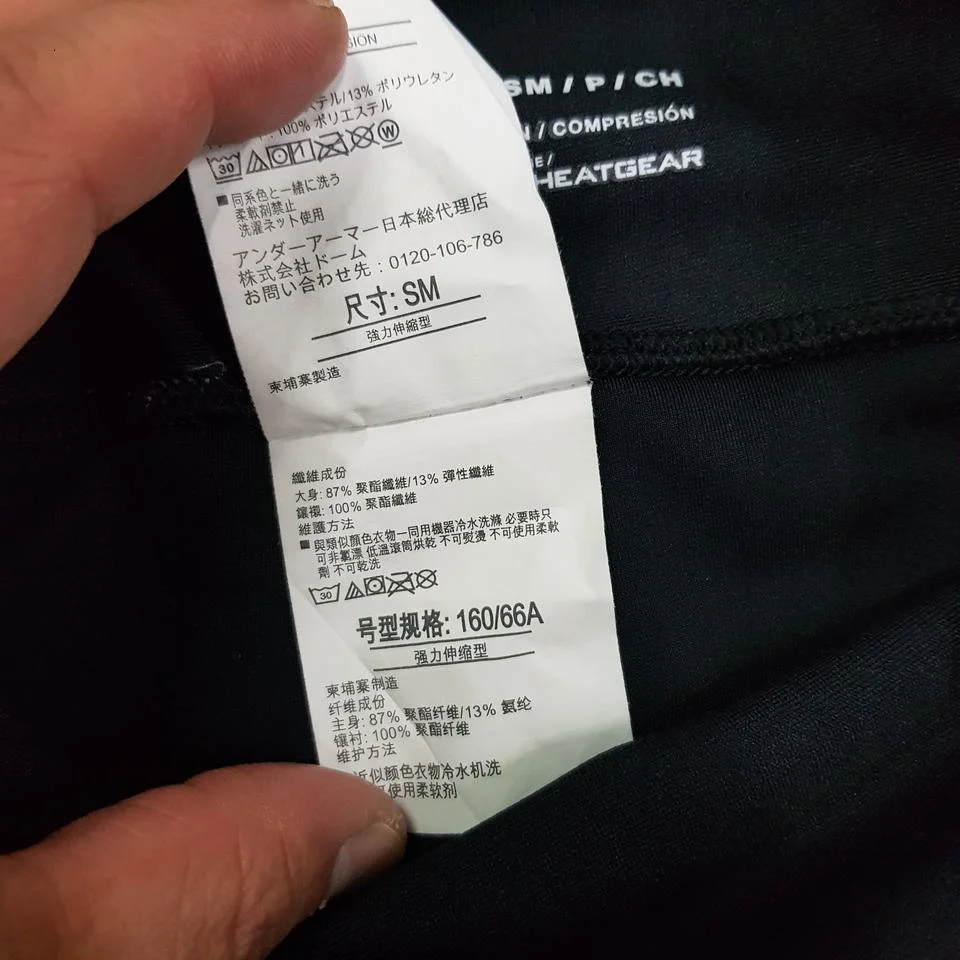 SION
ステル/13% ポリウレタン
100% ポリエステル
30
W
■ 同系色と一緒に洗う
柔軟剤禁止
洗濯ネット使用
アンダーアーマー日本総代理店
株式会社ドーム
お問い合わせ先：0120-106-786
尺寸: SM
強力伸縮型
柬埔寨製造
纖維成份
大身: 87% 聚酯纖維/13% 彈性纖維
鑲襯: 100% 聚酯纖維
維護方法
■ 與類似顏色衣物一同用機器冷水洗滌 必要時只
可非氯漂 低溫滾筒烘乾 不可熨燙 不可使用柔軟
劑 不可乾洗
30
号型规格: 160/66A
强力伸缩型
柬埔寨制造
纤维成份
主身: 87% 聚酯纤维/13% 氨纶
镶衬: 100% 聚酯纤维
维护方法
近似颜色衣物冷水机洗
可使用柔软剂
SM / P / CH
N / COMPRESIÓN
E /
HEATGEAR